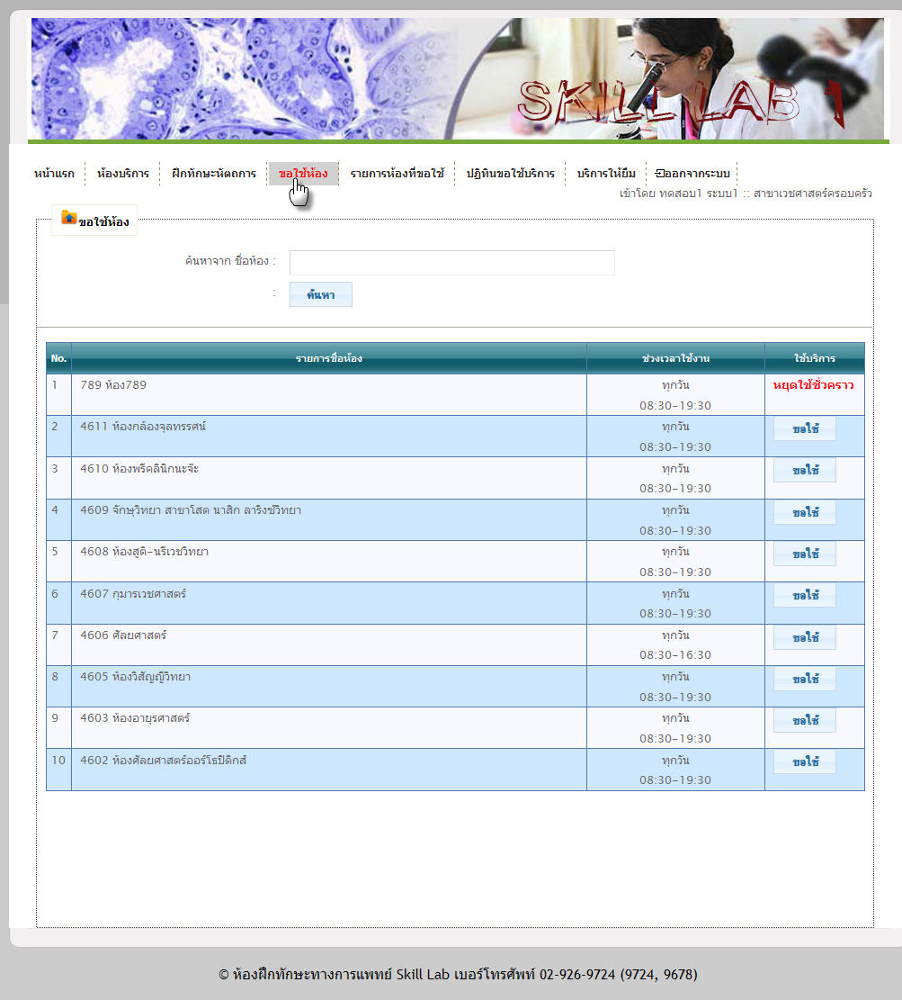 SKILL LAB 1
หน้าแรก ห้องบริการ ฝึกทักษะหัตถการ ขอใช้ห้อง รายการห้องที่ขอใช้ ปฏิทินขอใช้บริการ บริการให้ยืม ออกจากระบบ
เข้าโดย ทดสอบ1 ระบบ1 :: สาขาเวชศาสตร์ครอบครัว
ขอใช้ห้อง
ค้นหาจาก ชื่อห้อง :
: ค้นหา
No. รายการชื่อห้อง ช่วงเวลาใช้งาน ใช้บริการ
1 789 ห้อง789 ทุกวัน หยุดใช้ชั่วคราว
08:30-19:30
2 4611 ห้องกล้องจุลทรรศน์ ทุกวัน ขอใช้
08:30-19:30
3 4610 ห้องพรีคลินิกนะจ๊ะ ทุกวัน ขอใช้
08:30-19:30
4 4609 จักษุวิทยา สาขาโสต นาสิก ลาริงซ์วิทยา ทุกวัน ขอใช้
08:30-19:30
5 4608 ห้องสูติ-นรีเวชวิทยา ทุกวัน ขอใช้
08:30-19:30
6 4607 กุมารเวชศาสตร์ ทุกวัน ขอใช้
08:30-19:30
7 4606 ศัลยศาสตร์ ทุกวัน ขอใช้
08:30-16:30
8 4605 ห้องวิสัญญีวิทยา ทุกวัน ขอใช้
08:30-19:30
9 4603 ห้องอายุรศาสตร์ ทุกวัน ขอใช้
08:30-19:30
10 4602 ห้องศัลยศาสตร์ออร์โธปิดิกส์ ทุกวัน ขอใช้
08:30-19:30
© ห้องฝึกทักษะทางการแพทย์ Skill Lab เบอร์โทรศัพท์ 02-926-9724 (9724, 9678)